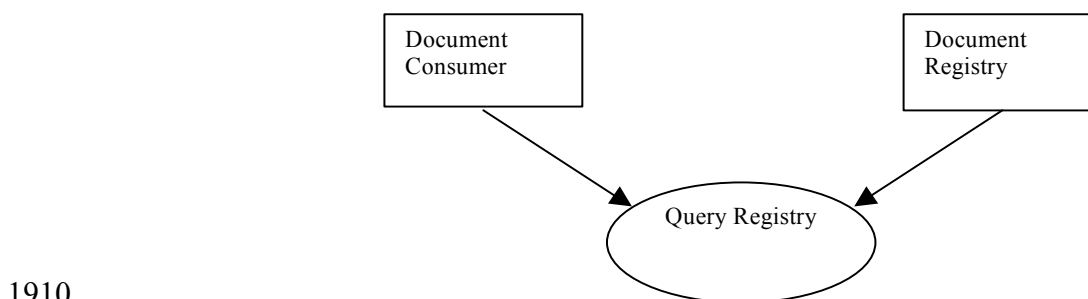 Document
Consumer
Document
Registry
Query Registry
1910